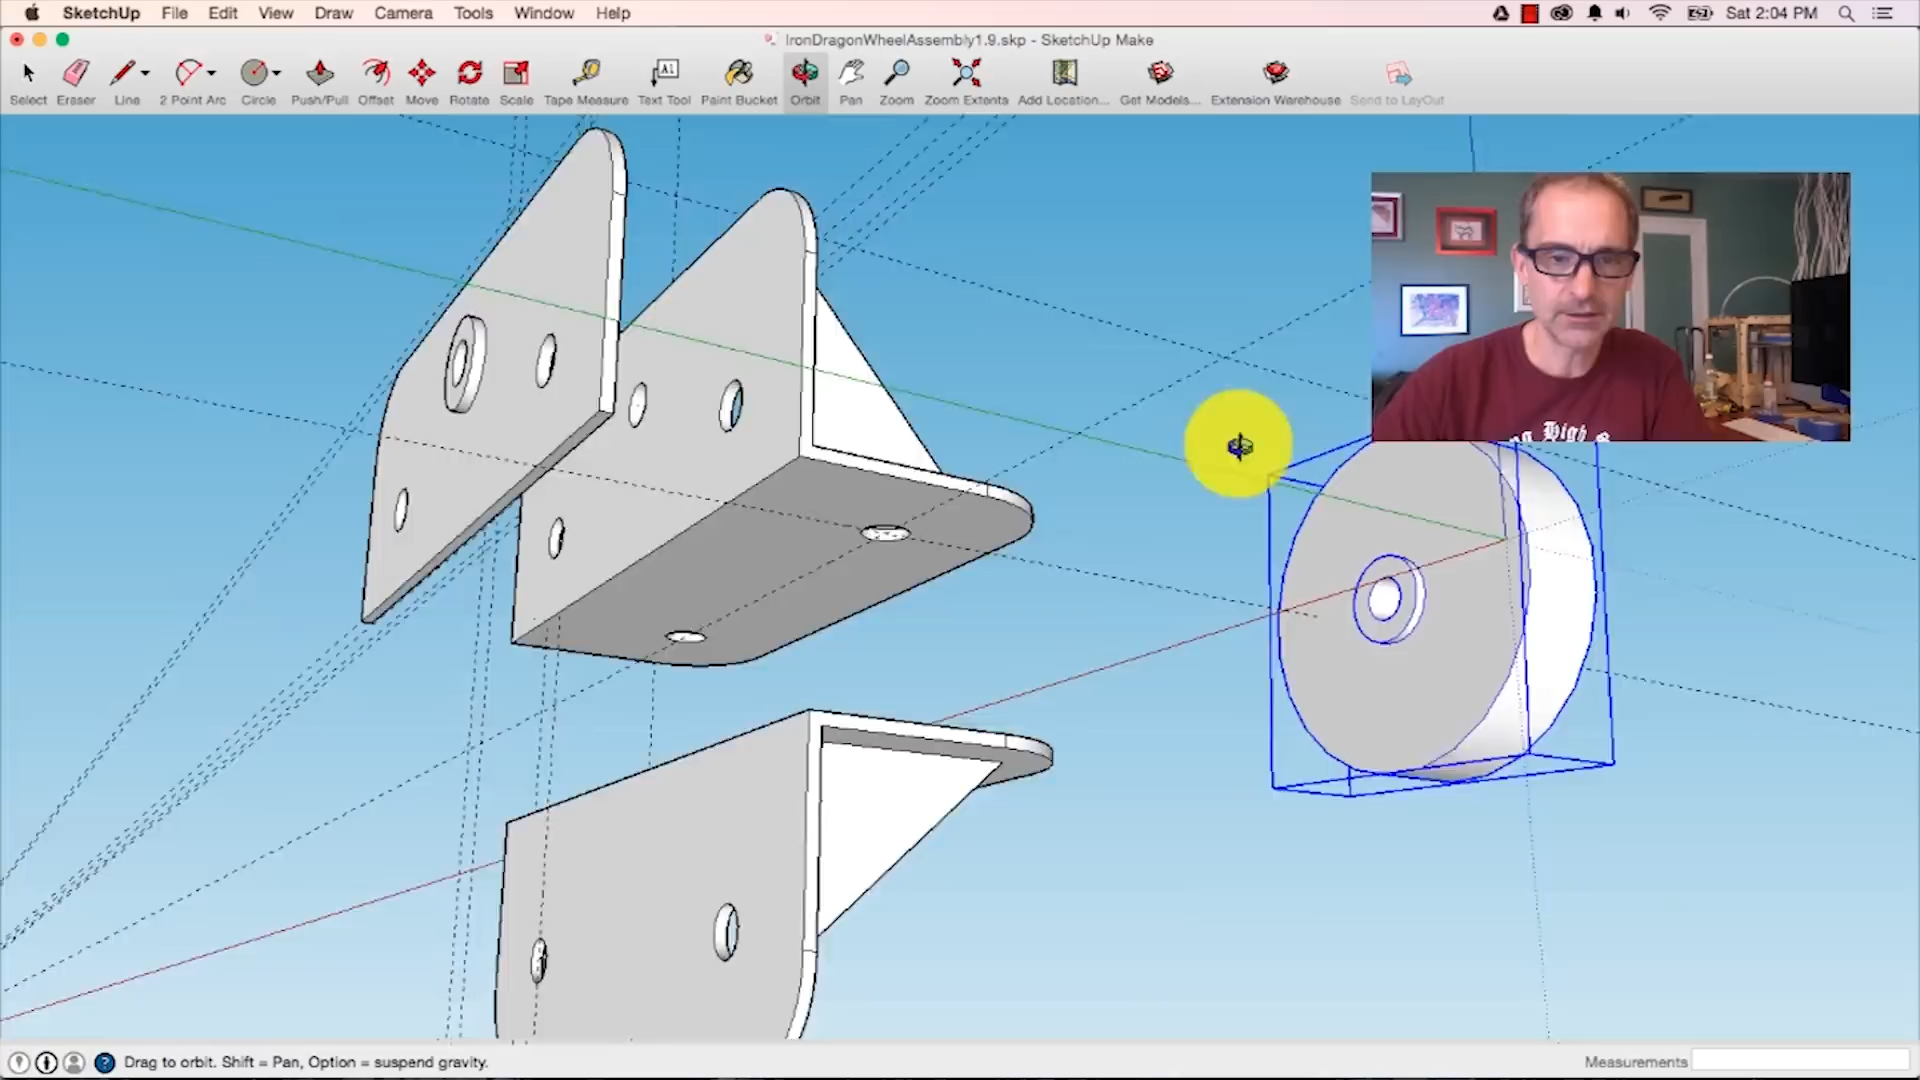 SketchUp File Edit View Draw Camera Tools Window Help Sat 2:04 PM
IronDragonWheelAssembly1.9.skp - SketchUp Make
A1
Select Eraser Line 2 Point Arc Circle Push/Pull Offset Move Rotate Scale Tape Measure Text Tool Paint Bucket Orbit Pan Zoom Zoom Extents Add Location... Get Models... Extension Warehouse Send to LayOut
High
Drag to orbit. Shift = Pan, Option = suspend gravity. Measurements